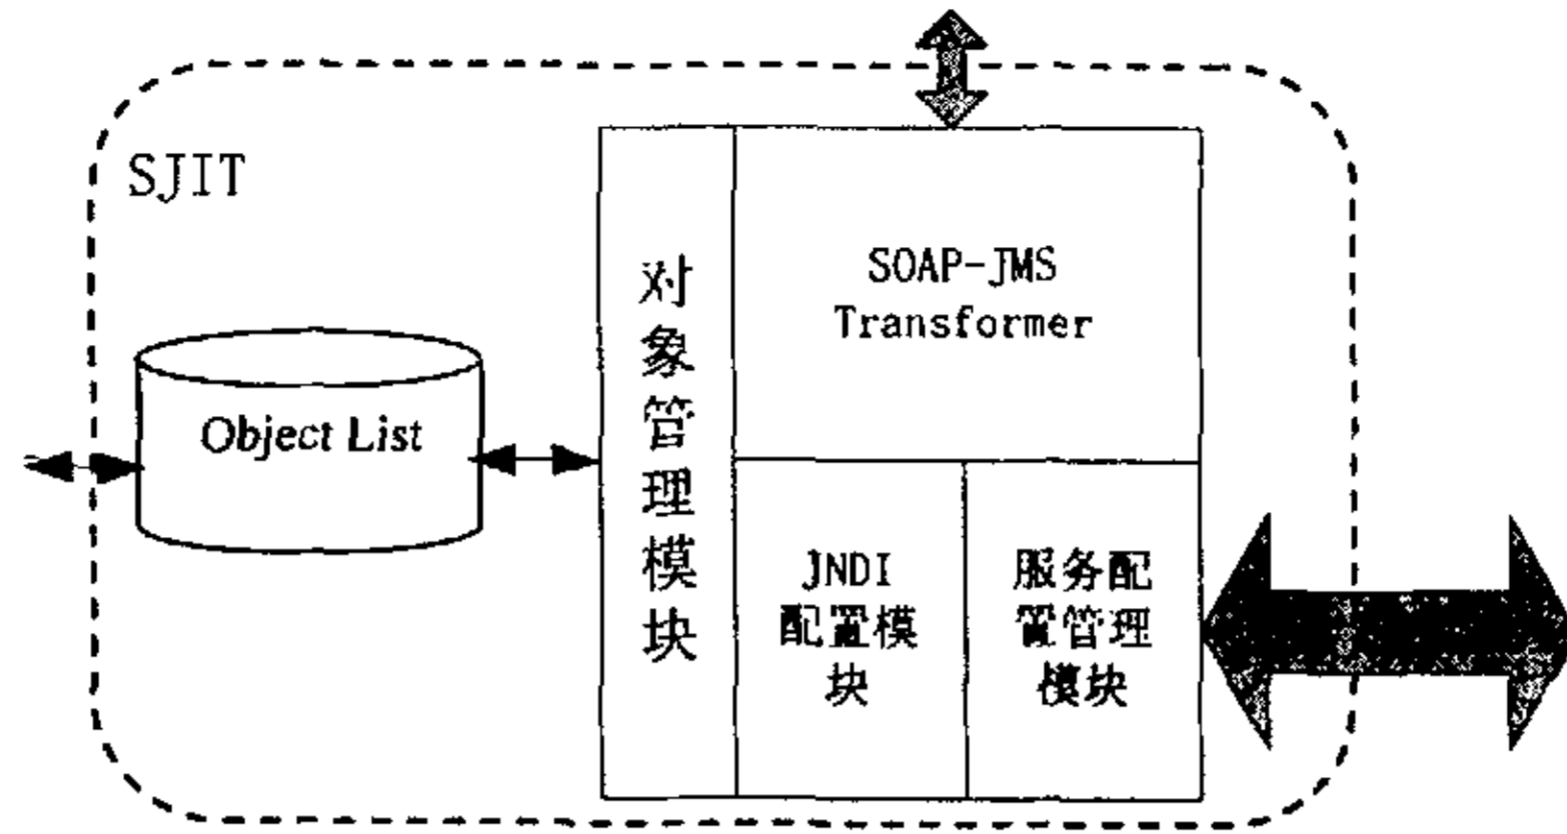 SJIT
Object List
对
象
管
理
模
块
SOAP-JMS
Transformer
JNDI
配置模
块
服务配
置管理
模块